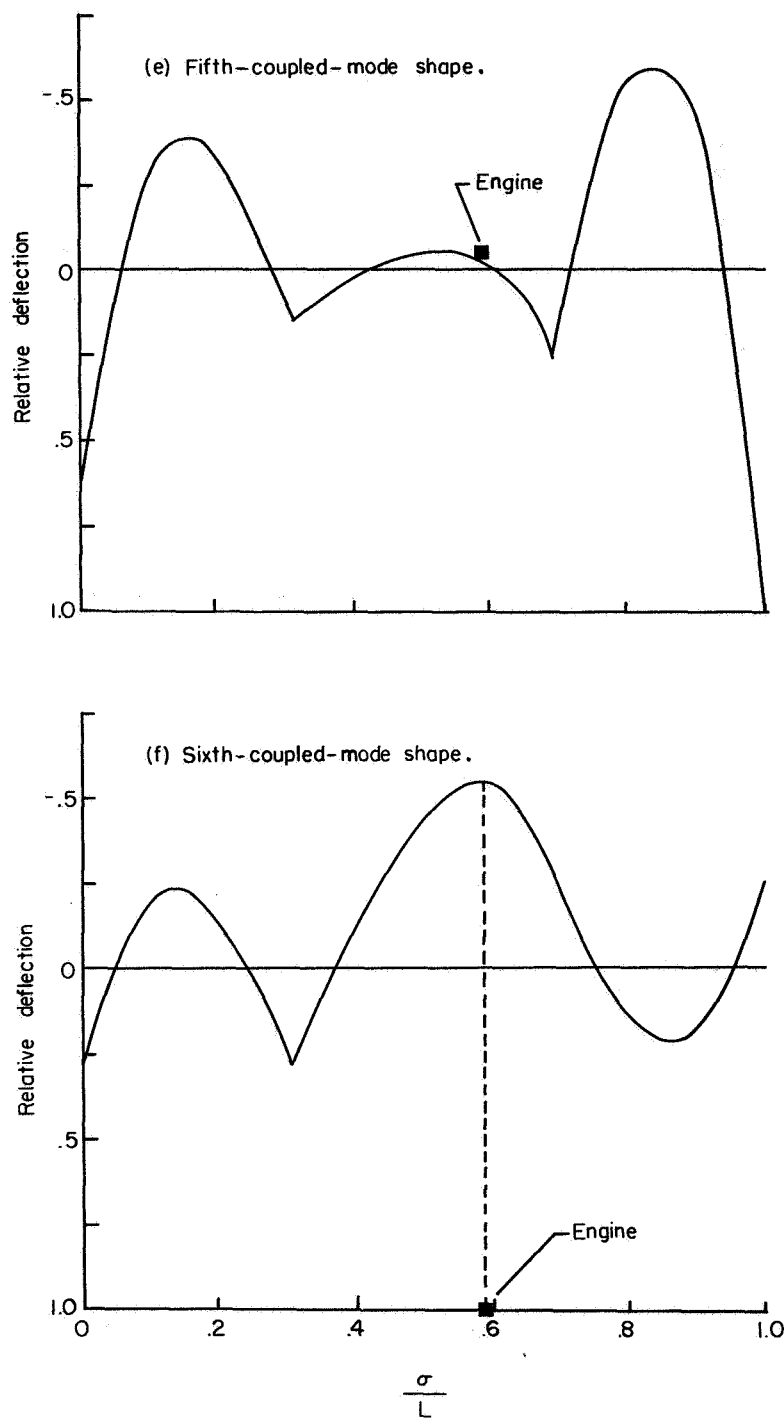 (e) Fifth-coupled-mode shape.
-.5
Engine
0
Relative deflection
.5
1.0
(f) Sixth-coupled-mode shape.
-.5
0
Relative deflection
.5
Engine
1.0
0 .2 .4 .6 .8 1.0
σ
L